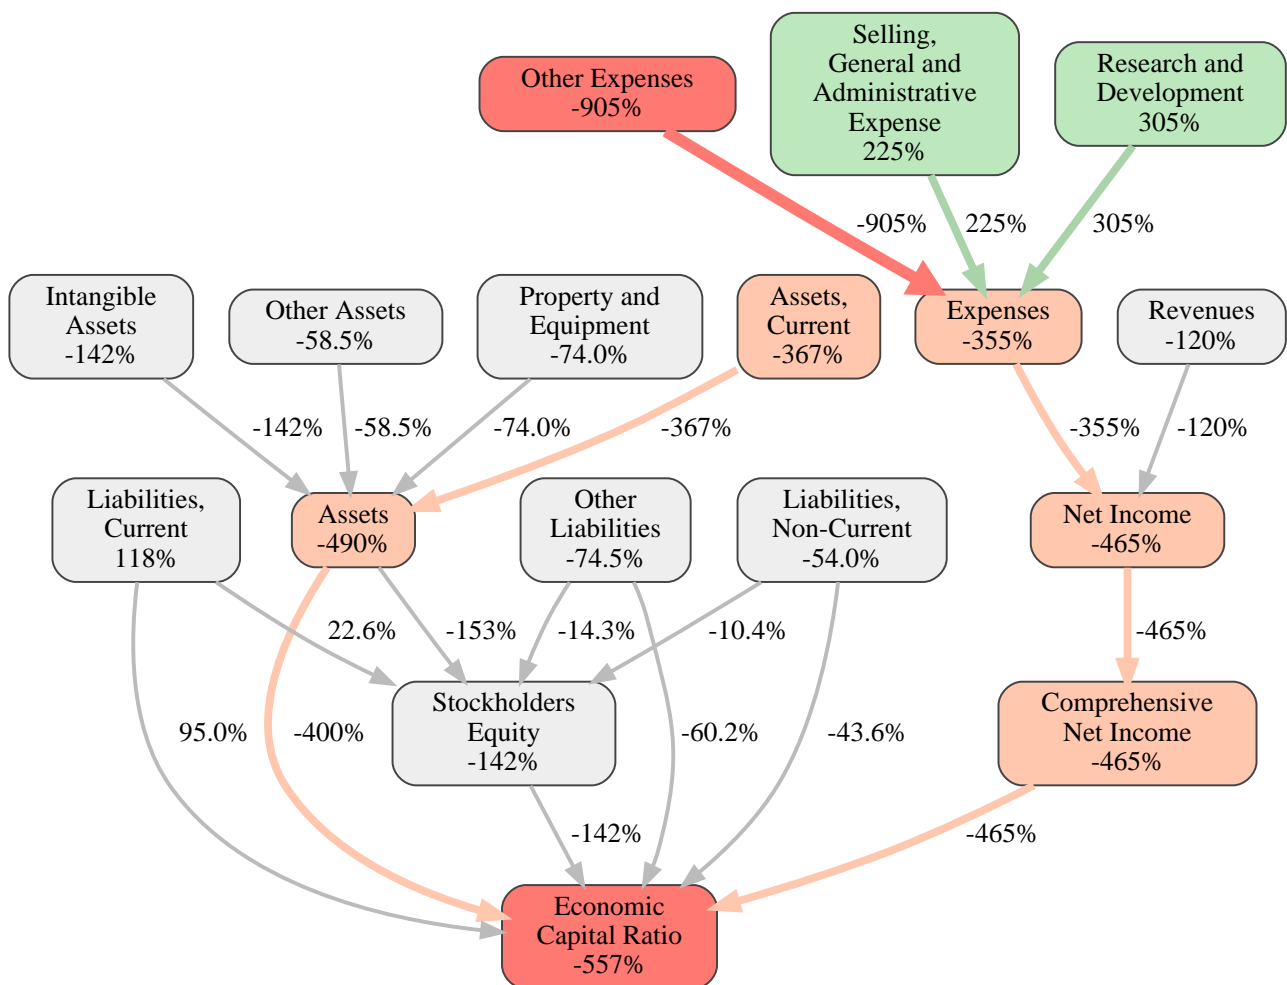 Other Expenses
-905%
Selling,
General and
Administrative
Expense
225%
Research and
Development
305%
-905%
225%
305%
Intangible
Assets
-142%
Other Assets
-58.5%
Property and
Equipment
-74.0%
Assets,
Current
-367%
Expenses
-355%
Revenues
-120%
-142%
-58.5%
-74.0%
-367%
-355%
-120%
Liabilities,
Current
118%
Assets
-490%
Other
Liabilities
-74.5%
Liabilities,
Non-Current
-54.0%
Net Income
-465%
22.6%
-153%
-14.3%
-10.4%
-465%
Stockholders
Equity
-142%
Comprehensive
Net Income
-465%
95.0%
-400%
-60.2%
-43.6%
-142%
-465%
Economic
Capital Ratio
-557%